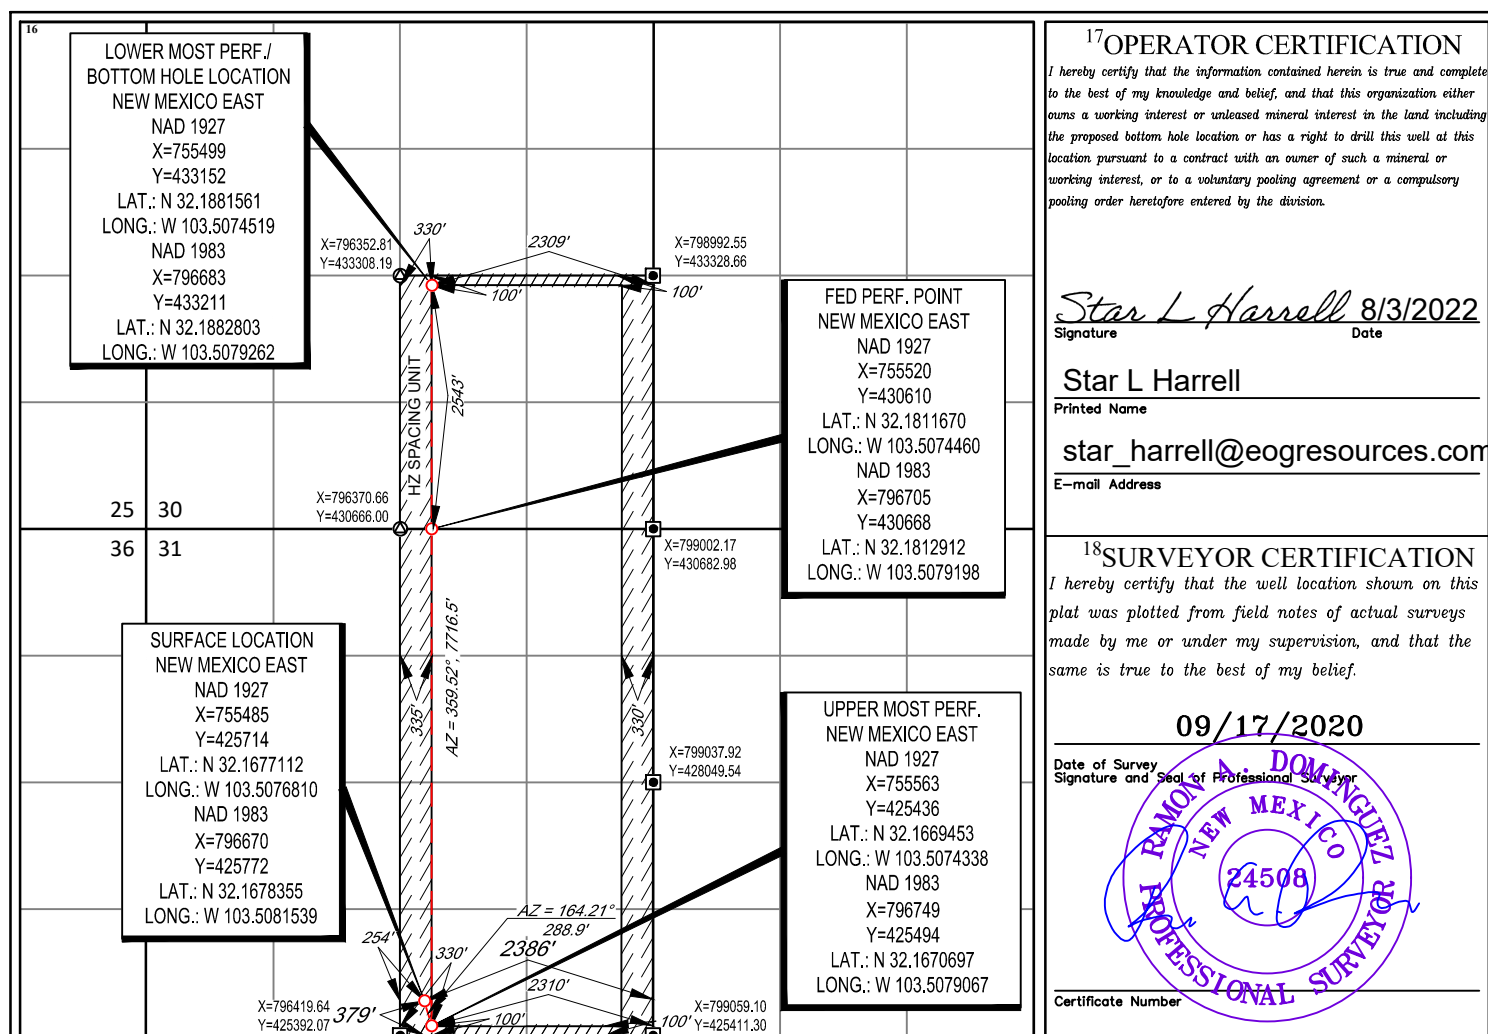 16
LOWER MOST PERF./
BOTTOM HOLE LOCATION
NEW MEXICO EAST
NAD 1927
X=755499
Y=433152
LAT.: N 32.1881561
LONG.: W 103.5074519
NAD 1983
X=796683
Y=433211
LAT.: N 32.1882803
LONG.: W 103.5079262
X=796352.81
Y=433308.19
330'
2309'
X=798992.55
Y=433328.66
100'
100'
HZ SPACING UNIT
2543'
FED PERF. POINT
NEW MEXICO EAST
NAD 1927
X=755520
Y=430610
LAT.: N 32.1811670
LONG.: W 103.5074460
NAD 1983
X=796705
Y=430668
LAT.: N 32.1812912
LONG.: W 103.5079198
25 30
36 31
X=796370.66
Y=430666.00
X=799002.17
Y=430682.98
SURFACE LOCATION
NEW MEXICO EAST
NAD 1927
X=755485
Y=425714
LAT.: N 32.1677112
LONG.: W 103.5076810
NAD 1983
X=796670
Y=425772
LAT.: N 32.1678355
LONG.: W 103.5081539
335'
AZ = 359.52°, 7716.5'
330'
X=799037.92
Y=428049.54
UPPER MOST PERF.
NEW MEXICO EAST
NAD 1927
X=755563
Y=425436
LAT.: N 32.1669453
LONG.: W 103.5074338
NAD 1983
X=796749
Y=425494
LAT.: N 32.1670697
LONG.: W 103.5079067
AZ = 164.21°
288.9'
254'
330'
2386'
2310'
X=796419.64
Y=425392.07
379'
100'
100'
X=799059.10
Y=425411.30
17OPERATOR CERTIFICATION
I hereby certify that the information contained herein is true and complete
to the best of my knowledge and belief, and that this organization either
owns a working interest or unleased mineral interest in the land including
the proposed bottom hole location or has a right to drill this well at this
location pursuant to a contract with an owner of such a mineral or
working interest, or to a voluntary pooling agreement or a compulsory
pooling order heretofore entered by the division.
Star L Harrell 8/3/2022
Signature Date
Star L Harrell
Printed Name
star_harrell@eogresources.com
E-mail Address
18SURVEYOR CERTIFICATION
I hereby certify that the well location shown on this
plat was plotted from field notes of actual surveys
made by me or under my supervision, and that the
same is true to the best of my belief.
09/17/2020
Date of Survey
Signature and Seal of Professional Surveyor
RAMON A. DOMINGUEZ
NEW MEXICO
24508
PROFESSIONAL SURVEYOR
Certificate Number